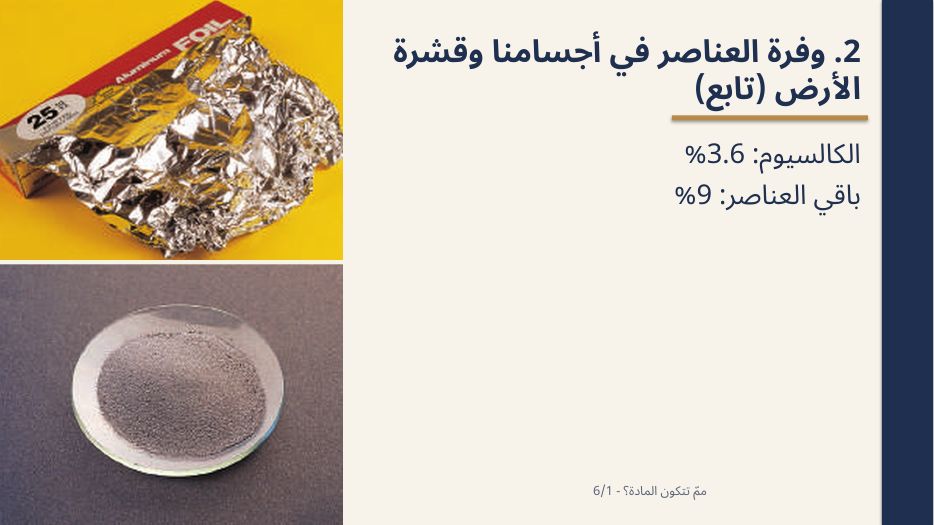 2. وفرة العناصر في أجسامنا وقشرة
الأرض (تابع)
الكالسيوم: 3.6%
باقي العناصر: 9%
ممّ تتكون المادة؟ - 6/1
Aluminum FOIL
25